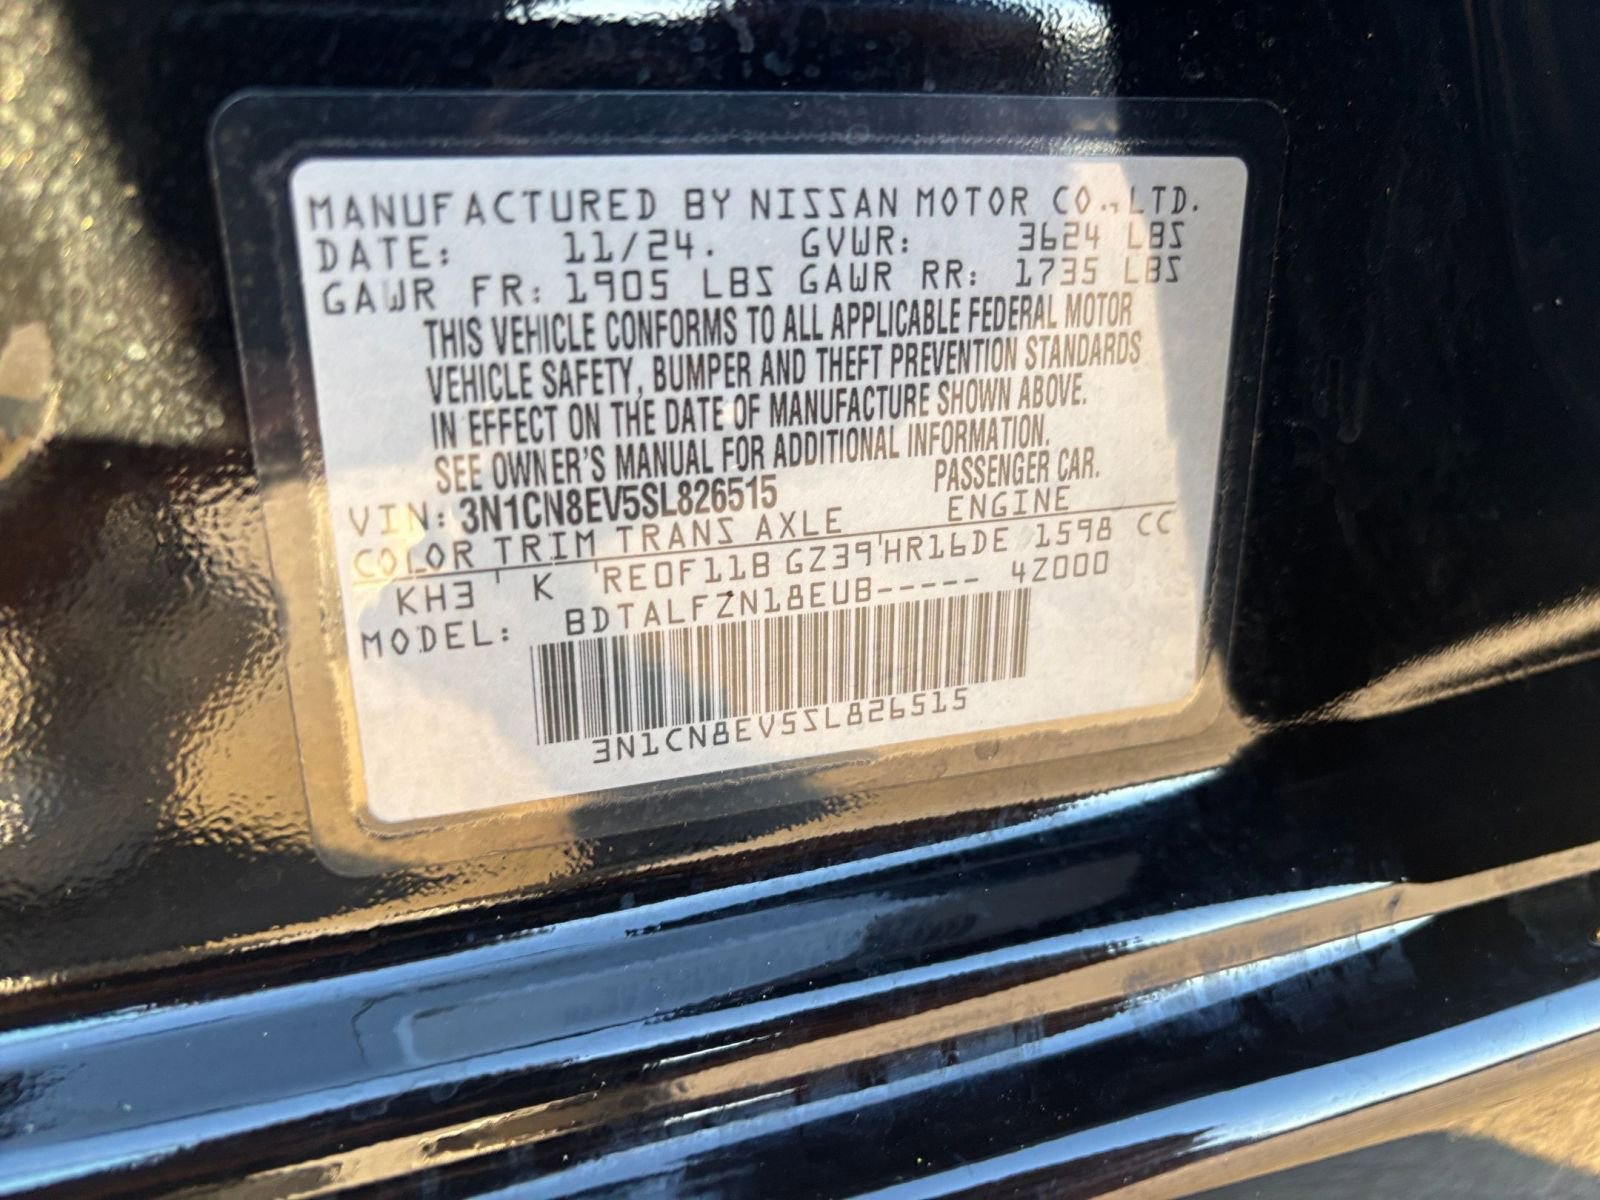 MANUFACTURED BY NISSAN MOTOR CO., LTD.
DATE: 11/24. GVWR: 3624 LBS
GAWR FR: 1905 LBS GAWR RR: 1735 LBS
THIS VEHICLE CONFORMS TO ALL APPLICABLE FEDERAL MOTOR
VEHICLE SAFETY, BUMPER AND THEFT PREVENTION STANDARDS
IN EFFECT ON THE DATE OF MANUFACTURE SHOWN ABOVE.
SEE OWNER'S MANUAL FOR ADDITIONAL INFORMATION.
VIN: 3N1CN8EV5SL826515 PASSENGER CAR.
COLOR TRIM TRANS AXLE ENGINE
KH3 K RE0F11B GZ39 HR16DE 1598 CC
MODEL: BDTALFZN18EUB----- 4Z000
3N1CN8EV5SL826515